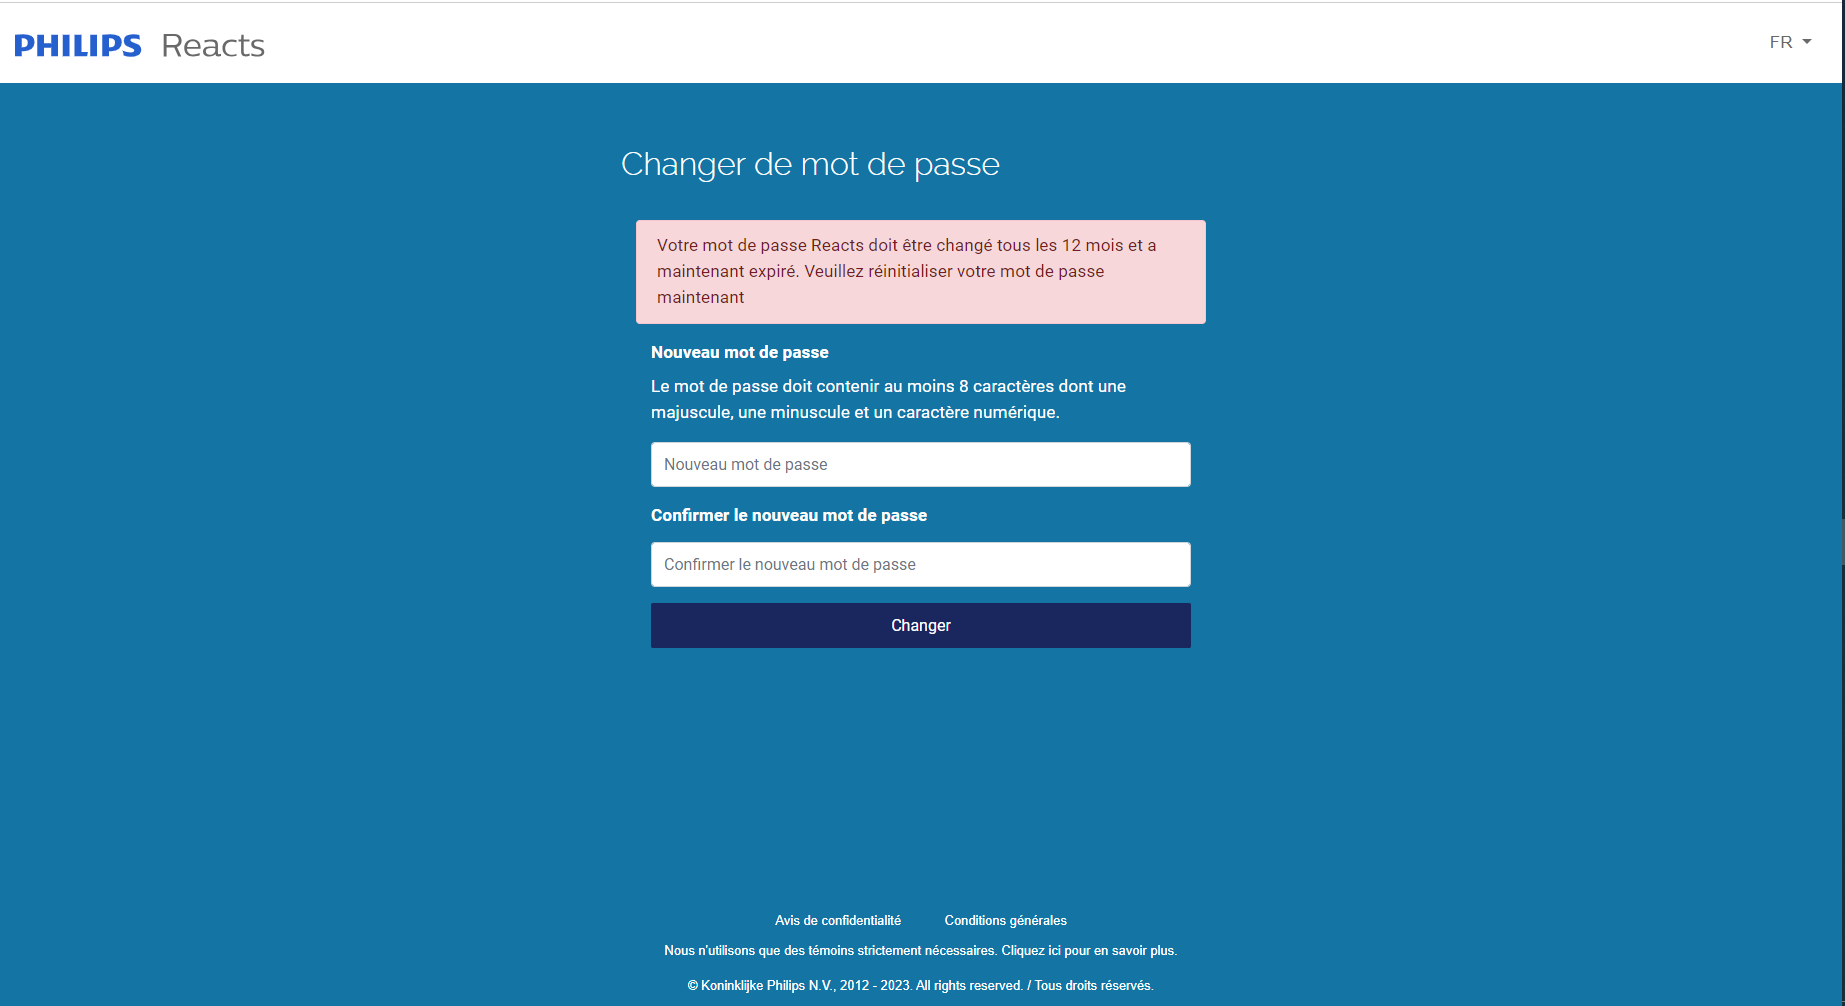 PHILIPS Reacts
FR
Changer de mot de passe
Votre mot de passe Reacts doit être changé tous les 12 mois et a
maintenant expiré. Veuillez réinitialiser votre mot de passe
maintenant
Nouveau mot de passe
Le mot de passe doit contenir au moins 8 caractères dont une
majuscule, une minuscule et un caractère numérique.
Nouveau mot de passe
Confirmer le nouveau mot de passe
Confirmer le nouveau mot de passe
Changer
Avis de confidentialité Conditions générales
Nous n'utilisons que des témoins strictement nécessaires. Cliquez ici pour en savoir plus.
© Koninklijke Philips N.V., 2012 - 2023. All rights reserved. / Tous droits réservés.